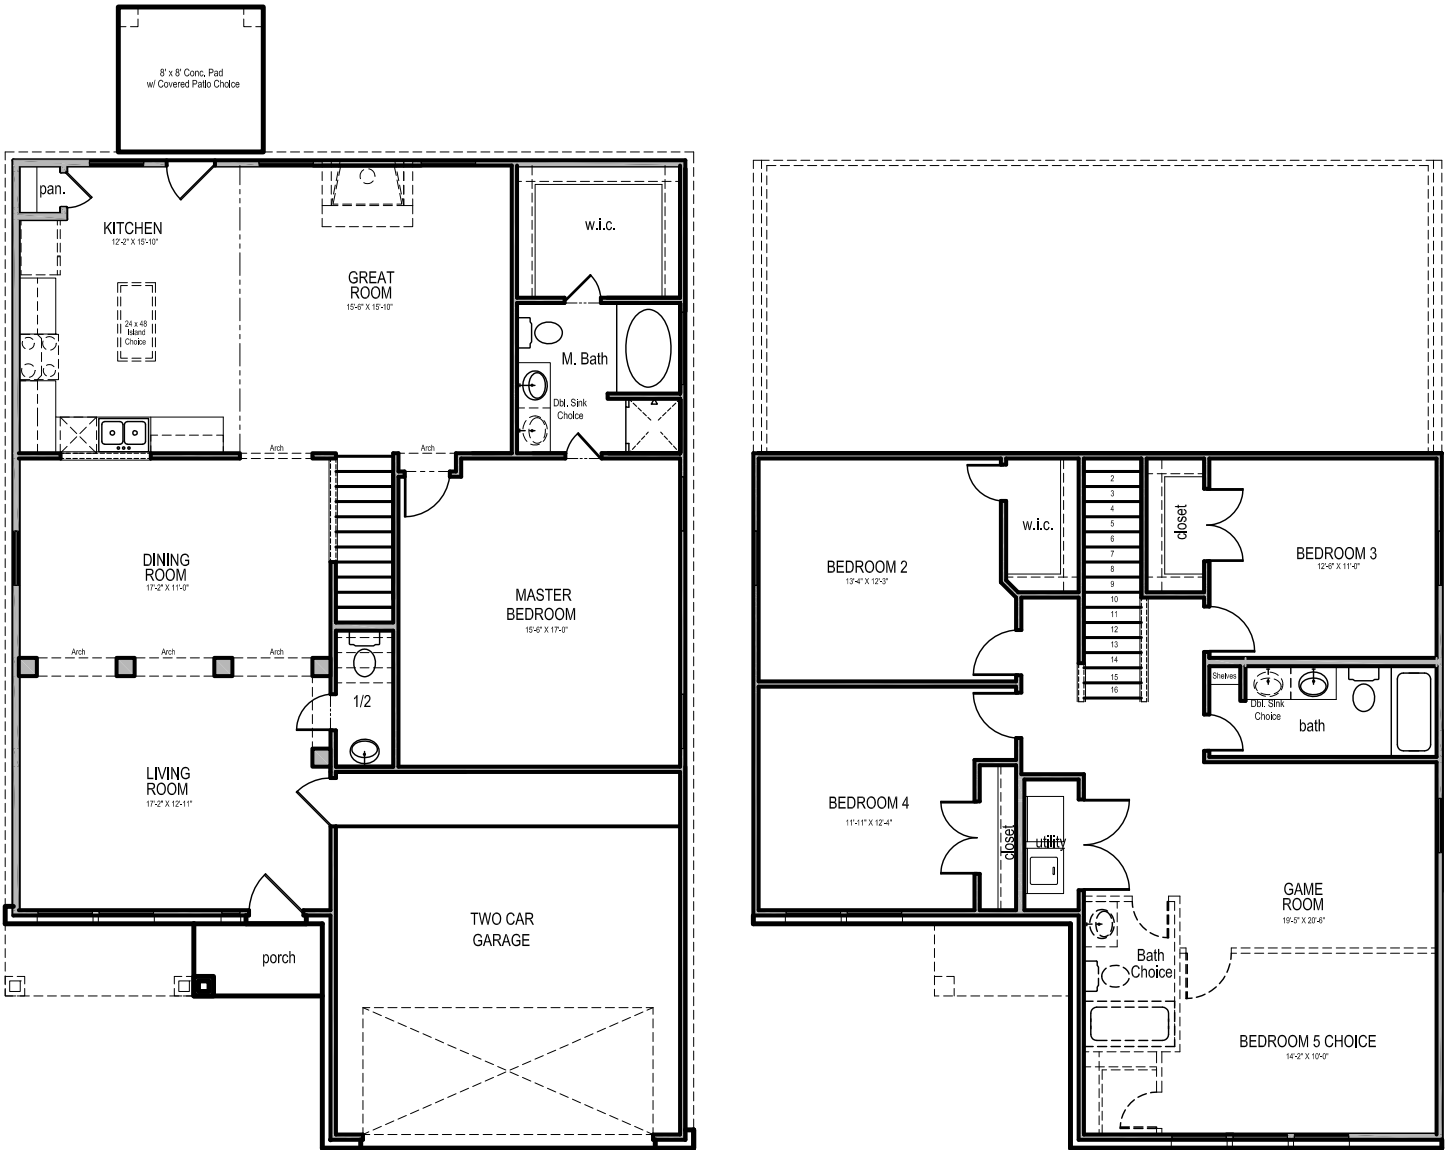 8' x 8' Conc. Pad
w/ Covered Patio Choice
pan.
KITCHEN
12'-2" X 15'-10"
24 x 48
Island
Choice
GREAT
ROOM
15'-6" X 15'-10"
w.i.c.
M. Bath
Dbl. Sink
Choice
Arch
Arch
DINING
ROOM
17'-2" X 11'-0"
MASTER
BEDROOM
15'-6" X 17'-0"
Arch
Arch
Arch
1/2
LIVING
ROOM
17'-2" X 12'-11"
TWO CAR
GARAGE
porch
BEDROOM 2
13'-4" X 12'-3"
w.i.c.
2
3
4
5
6
7
8
9
10
11
12
13
14
15
16
closet
BEDROOM 3
12'-6" X 11'-0"
Shelves
Dbl. Sink
Choice
bath
BEDROOM 4
11'-11" X 12'-4"
closet
utility
GAME
ROOM
19'-5" X 20'-6"
Bath
Choice
BEDROOM 5 CHOICE
14'-2" X 10'-0"